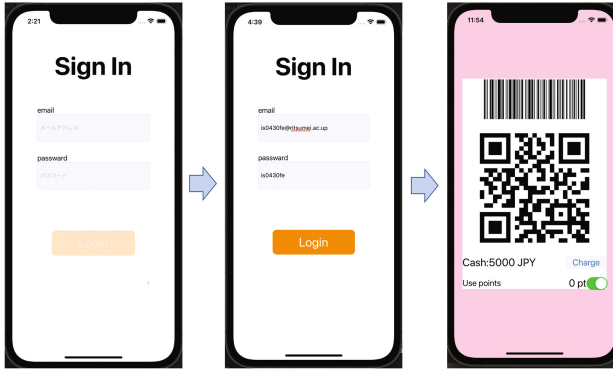 2:21
Sign In
email
メールアドレス
password
パスワード
Login
4:39
Sign In
email
is0430fe@ritsumei.ac.up
password
is0430fe
Login
11:54
Cash:5000 JPY
Charge
Use points
0 pt